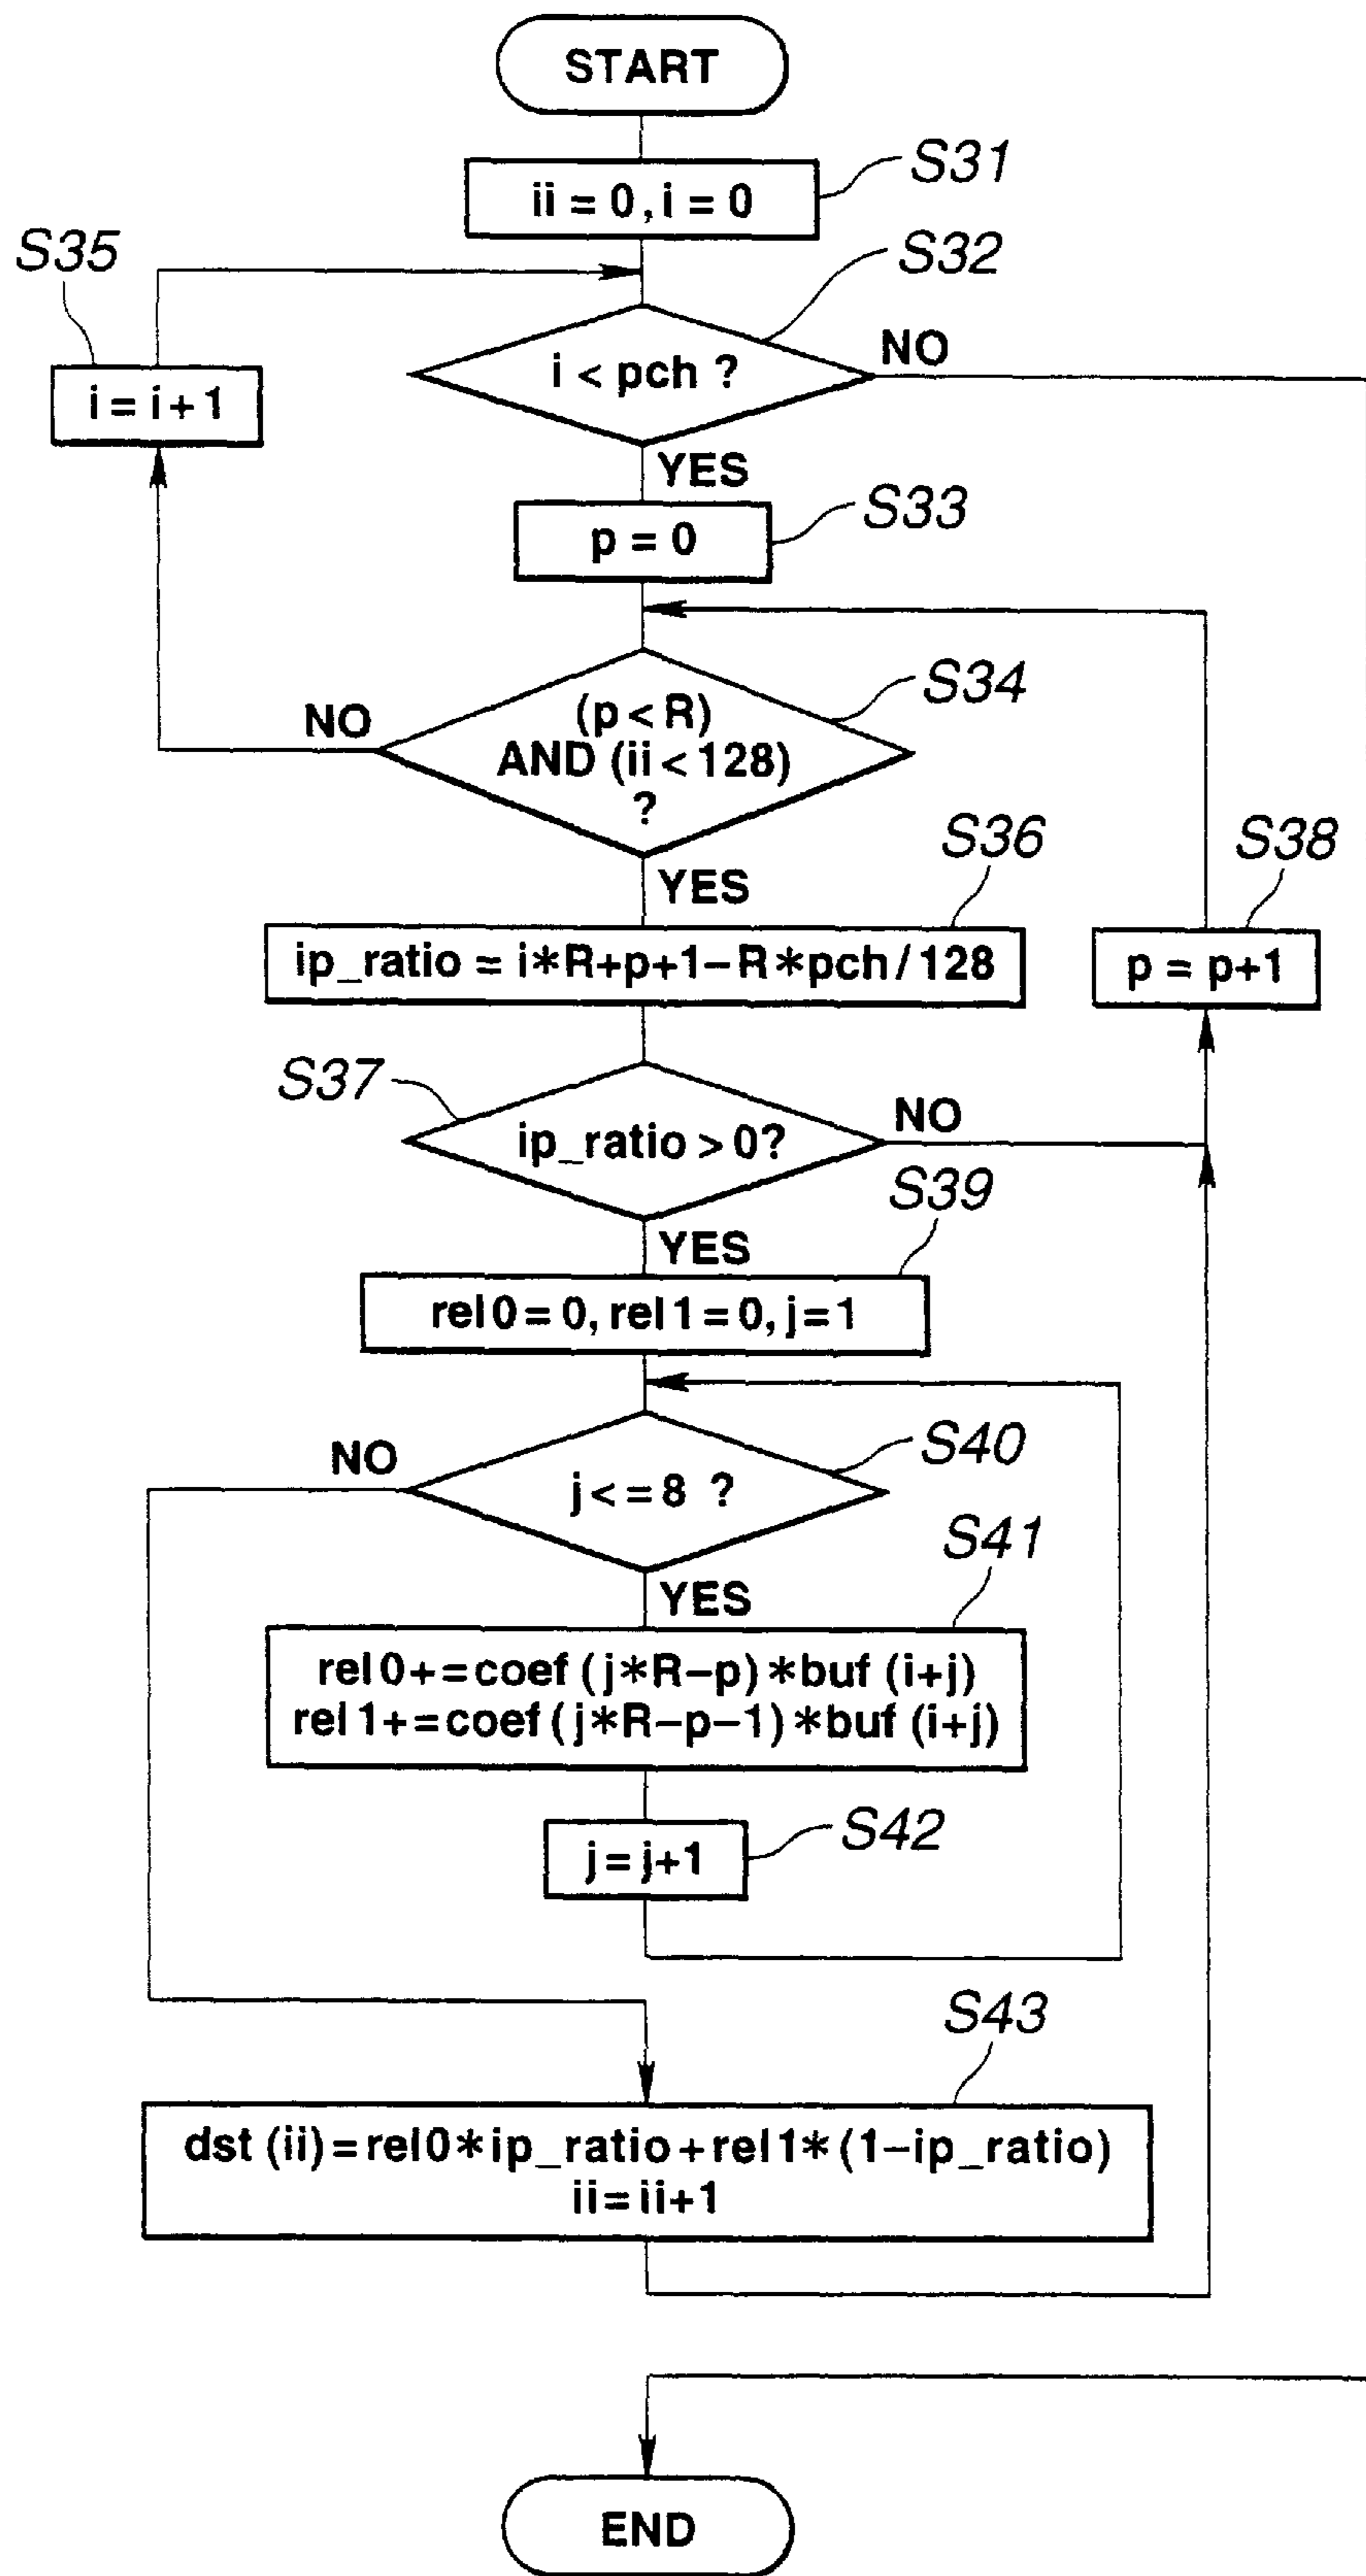 START
S31
ii = 0, i = 0
S35
S32
i < pch ?
NO
i = i + 1
YES
S33
p = 0
S34
NO
(p < R)
AND (ii < 128)
?
S36
S38
YES
ip_ratio = i*R+p+1-R*pch/128
p = p+1
S37
NO
ip_ratio > 0?
S39
YES
rel0 = 0, rel1 = 0, j=1
S40
NO
j <= 8 ?
S41
YES
rel0+=coef(j*R-p)*buf(i+j)
rel1+=coef(j*R-p-1)*buf(i+j)
S42
j=j+1
S43
dst(ii)=rel0*ip_ratio+rel1*(1-ip_ratio)
ii=ii+1
END